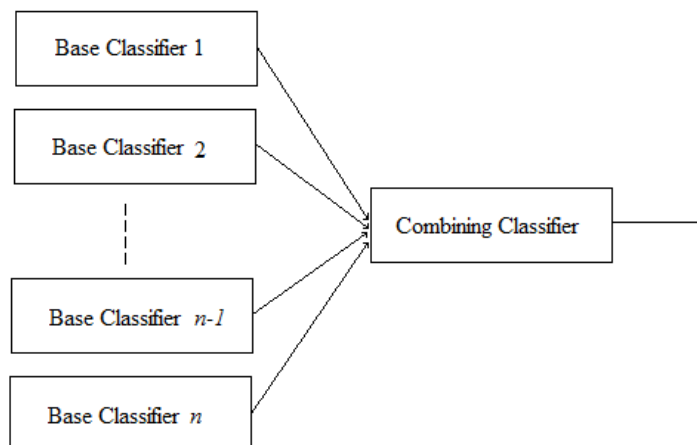 Base Classifier 1
Base Classifier 2
Combining Classifier
Base Classifier n-1
Base Classifier n